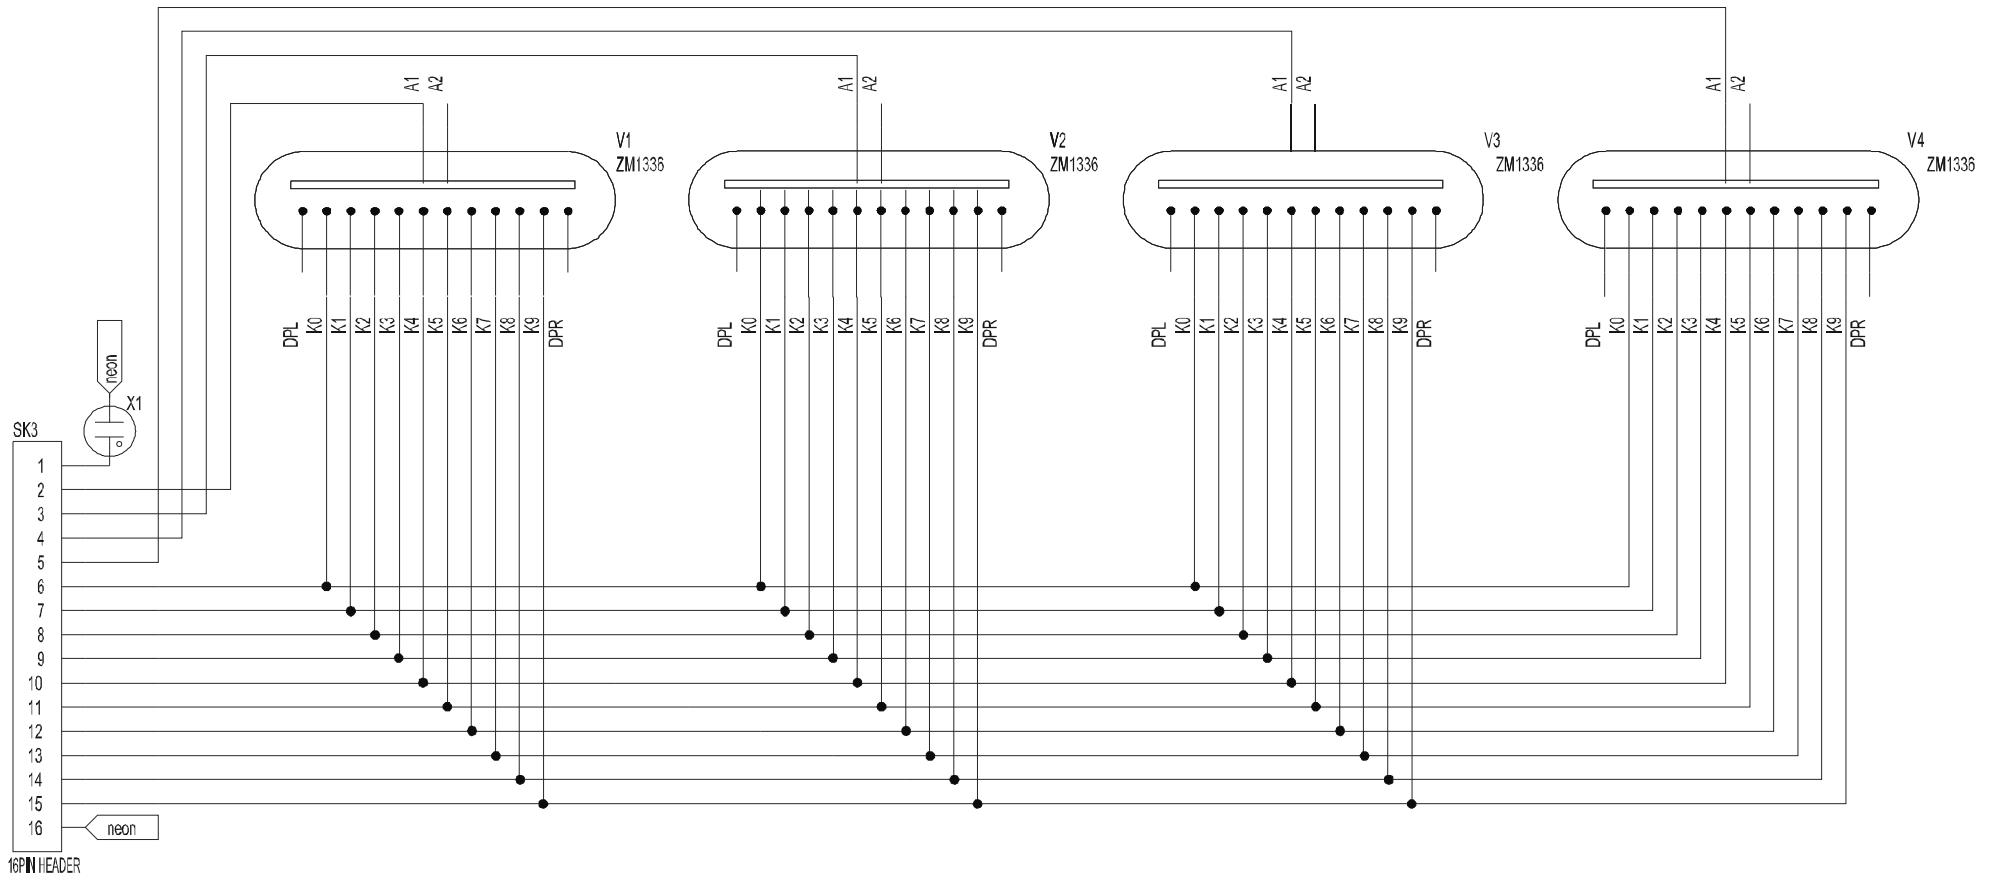 A1 A2 A1 A2 A1 A2 A1 A2
V1 V2 V3 V4
ZM1336 ZM1336 ZM1336 ZM1336
DPL K0 K1 K2 K3 K4 K5 K6 K7 K8 K9 DPR
DPL K0 K1 K2 K3 K4 K5 K6 K7 K8 K9 DPR
DPL K0 K1 K2 K3 K4 K5 K6 K7 K8 K9 DPR
DPL K0 K1 K2 K3 K4 K5 K6 K7 K8 K9 DPR
neon
X1
SK3
1
2
3
4
5
6
7
8
9
10
11
12
13
14
15
16 neon
16PIN HEADER